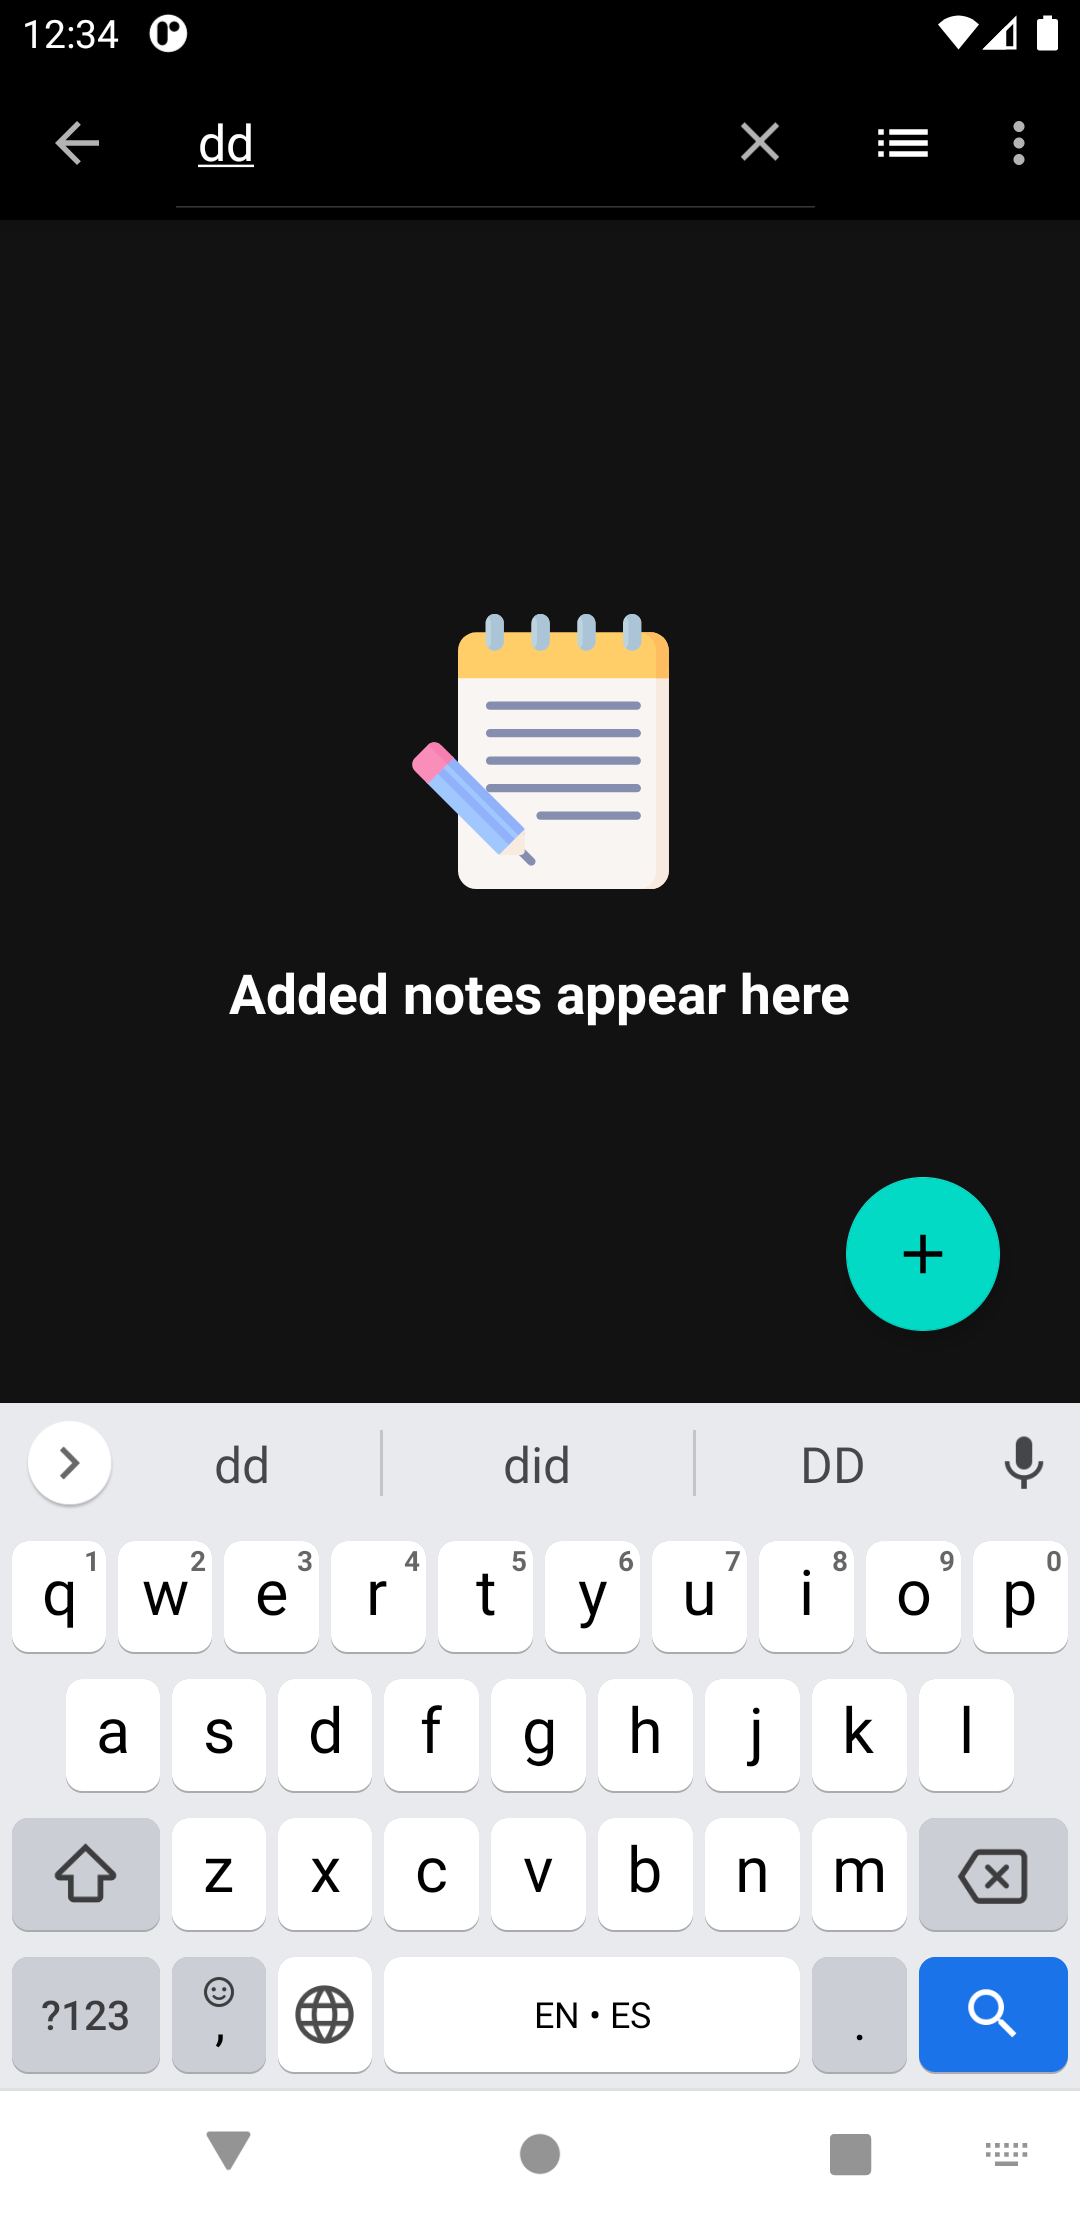 12:34
dd
Added notes appear here
dd did DD
q 1 w 2 e 3 r 4 t 5 y 6 u 7 i 8 o 9 p 0
a s d f g h j k l
z x c v b n m
?123 , EN • ES .